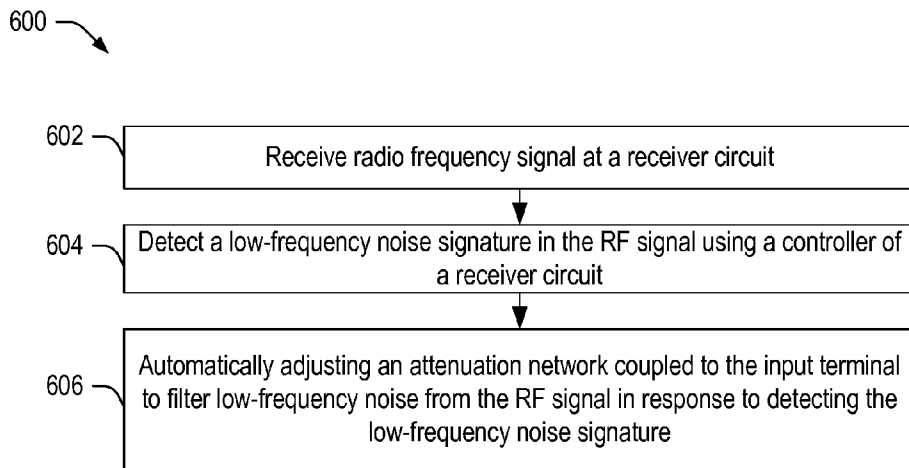 600
602
Receive radio frequency signal at a receiver circuit
604
Detect a low-frequency noise signature in the RF signal using a controller of
a receiver circuit
606
Automatically adjusting an attenuation network coupled to the input terminal
to filter low-frequency noise from the RF signal in response to detecting the
low-frequency noise signature